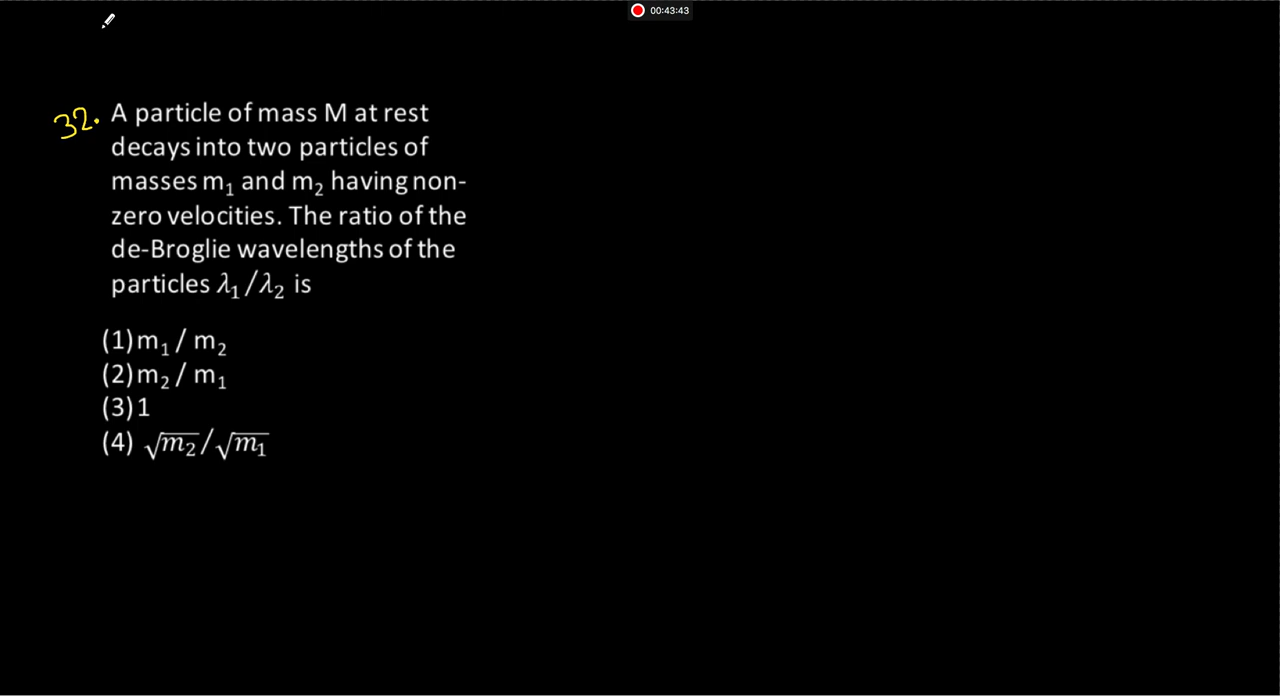 00:43:43
32. A particle of mass M at rest
decays into two particles of
masses m₁ and m₂ having non-
zero velocities. The ratio of the
de-Broglie wavelengths of the
particles λ₁/λ₂ is
(1) m₁ / m₂
(2) m₂ / m₁
(3) 1
(4) √m₂/√m₁